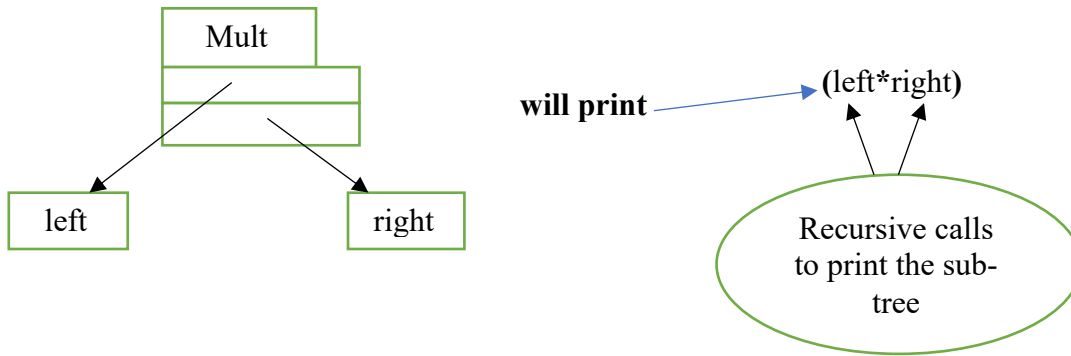 Mult
will print
(left*right)
left
right
Recursive calls
to print the sub-
tree